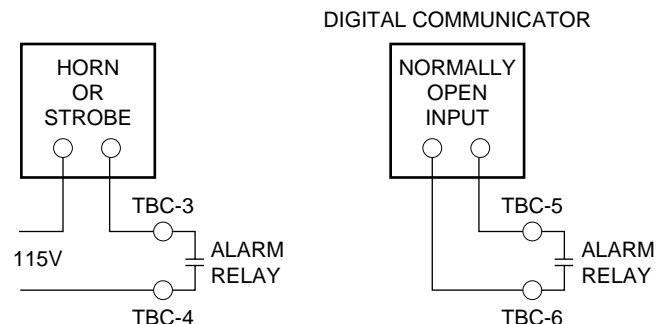 DIGITAL COMMUNICATOR
HORN
OR
STROBE
NORMALLY
OPEN
INPUT
TBC-3
115V
ALARM
RELAY
TBC-4
TBC-5
ALARM
RELAY
TBC-6